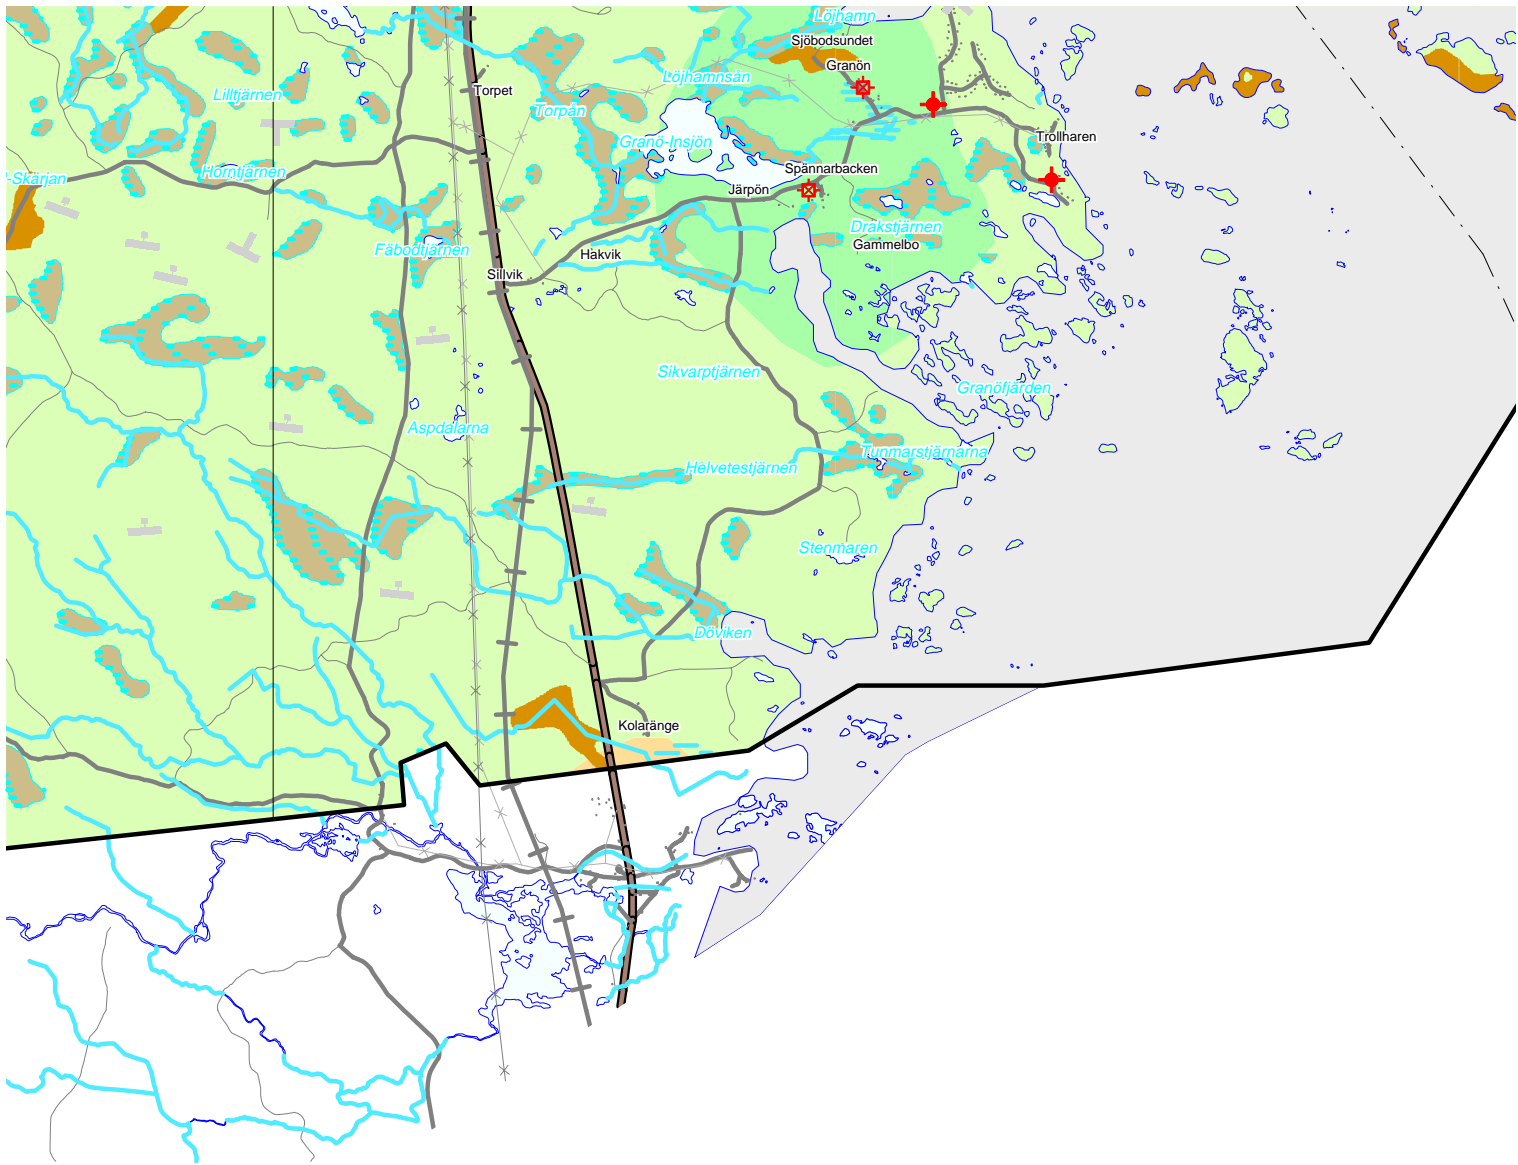 Löjhamn
Sjöbodsundet
Granön
Löjhamnsån
Torpet
Lilltjärnen
Torpån
Trollharen
Granö-Insjön
Spännarbacken
Horntjärnen
-Skärjan
Järpön
Drakstjärnen
Gammelbo
Fäbodtjärnen
Hakvik
Sillvik
Sikvarptjärnen
Granöfjärden
Aspdalarna
Tunmarstjärnarna
Helvetestjärnen
Stenmaren
Döviken
Kolaränge